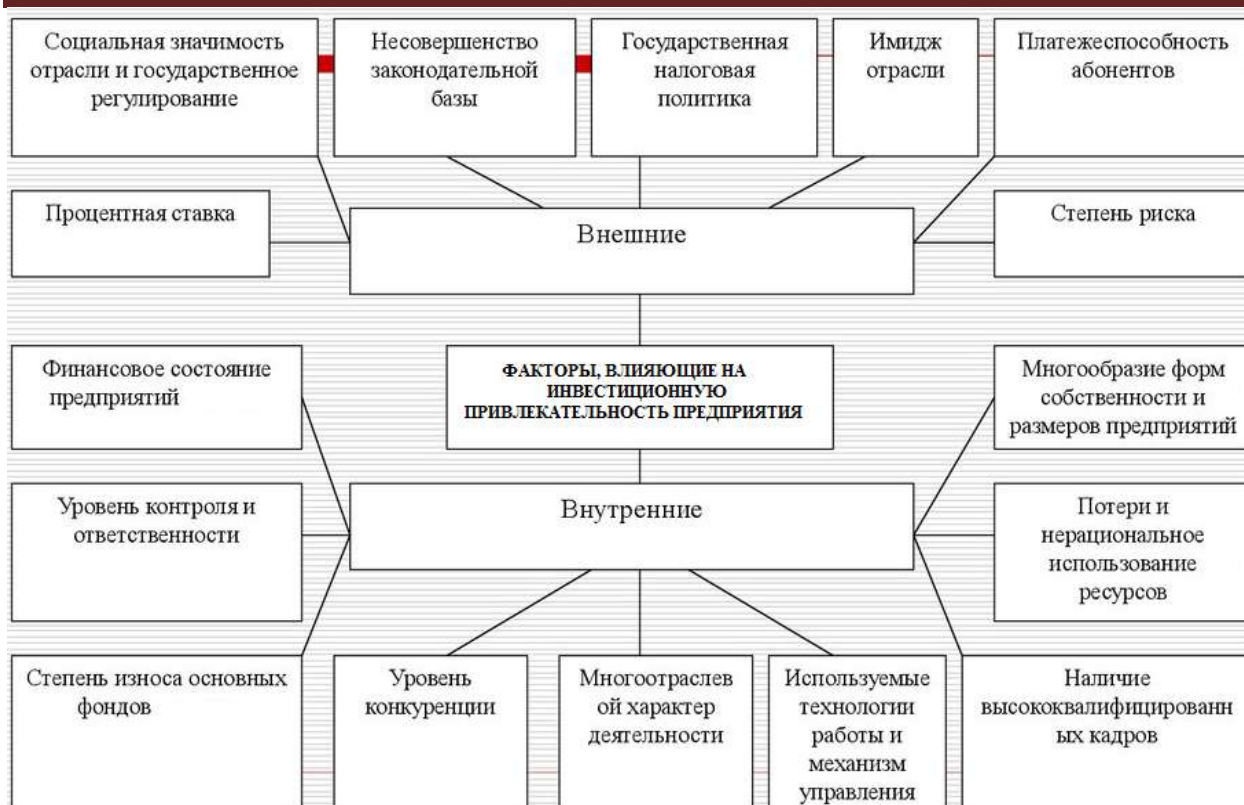 Социальная значимость
отрасли и государственное
регулирование
Несовершенство
законодательной
базы
Государственная
налоговая
политика
Имидж
отрасли
Платежеспособность
абонентов
Процентная ставка
Внешние
Степень риска
Финансовое состояние
предприятий
ФАКТОРЫ, ВЛИЯЮЩИЕ НА
ИНВЕСТИЦИОННУЮ
ПРИВЛЕКАТЕЛЬНОСТЬ ПРЕДПРИЯТИЯ
Многообразие форм
собственности и
размеров предприятий
Уровень контроля и
ответственности
Внутренние
Потери и
нерациональное
использование
ресурсов
Степень износа основных
фондов
Уровень
конкуренции
Многоотраслев
ой характер
деятельности
Используемые
технологии
работы и
механизм
управления
Наличие
высококвалифицированн
ых кадров